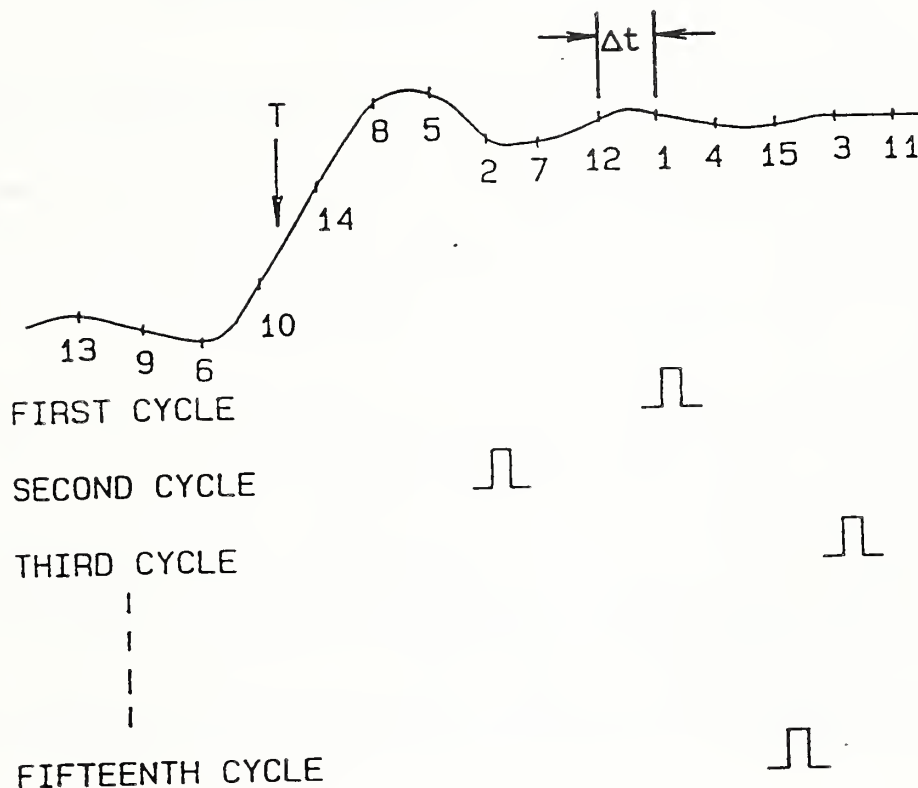 Δt
T
8 5
2 7 12 1 4 15 3 11
14
10
13 9 6
FIRST CYCLE
SECOND CYCLE
THIRD CYCLE
FIFTEENTH CYCLE